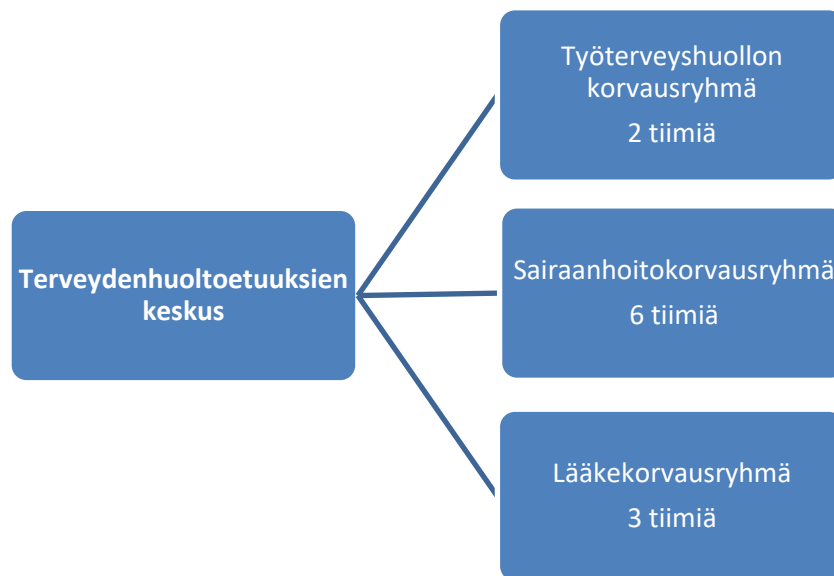 Työterveyshuollon
korvausryhmä
2 tiimiä
Terveydenhuoltoetuuksien
keskus
Sairaanhoitokorvausryhmä
6 tiimiä
Lääkekorvausryhmä
3 tiimiä